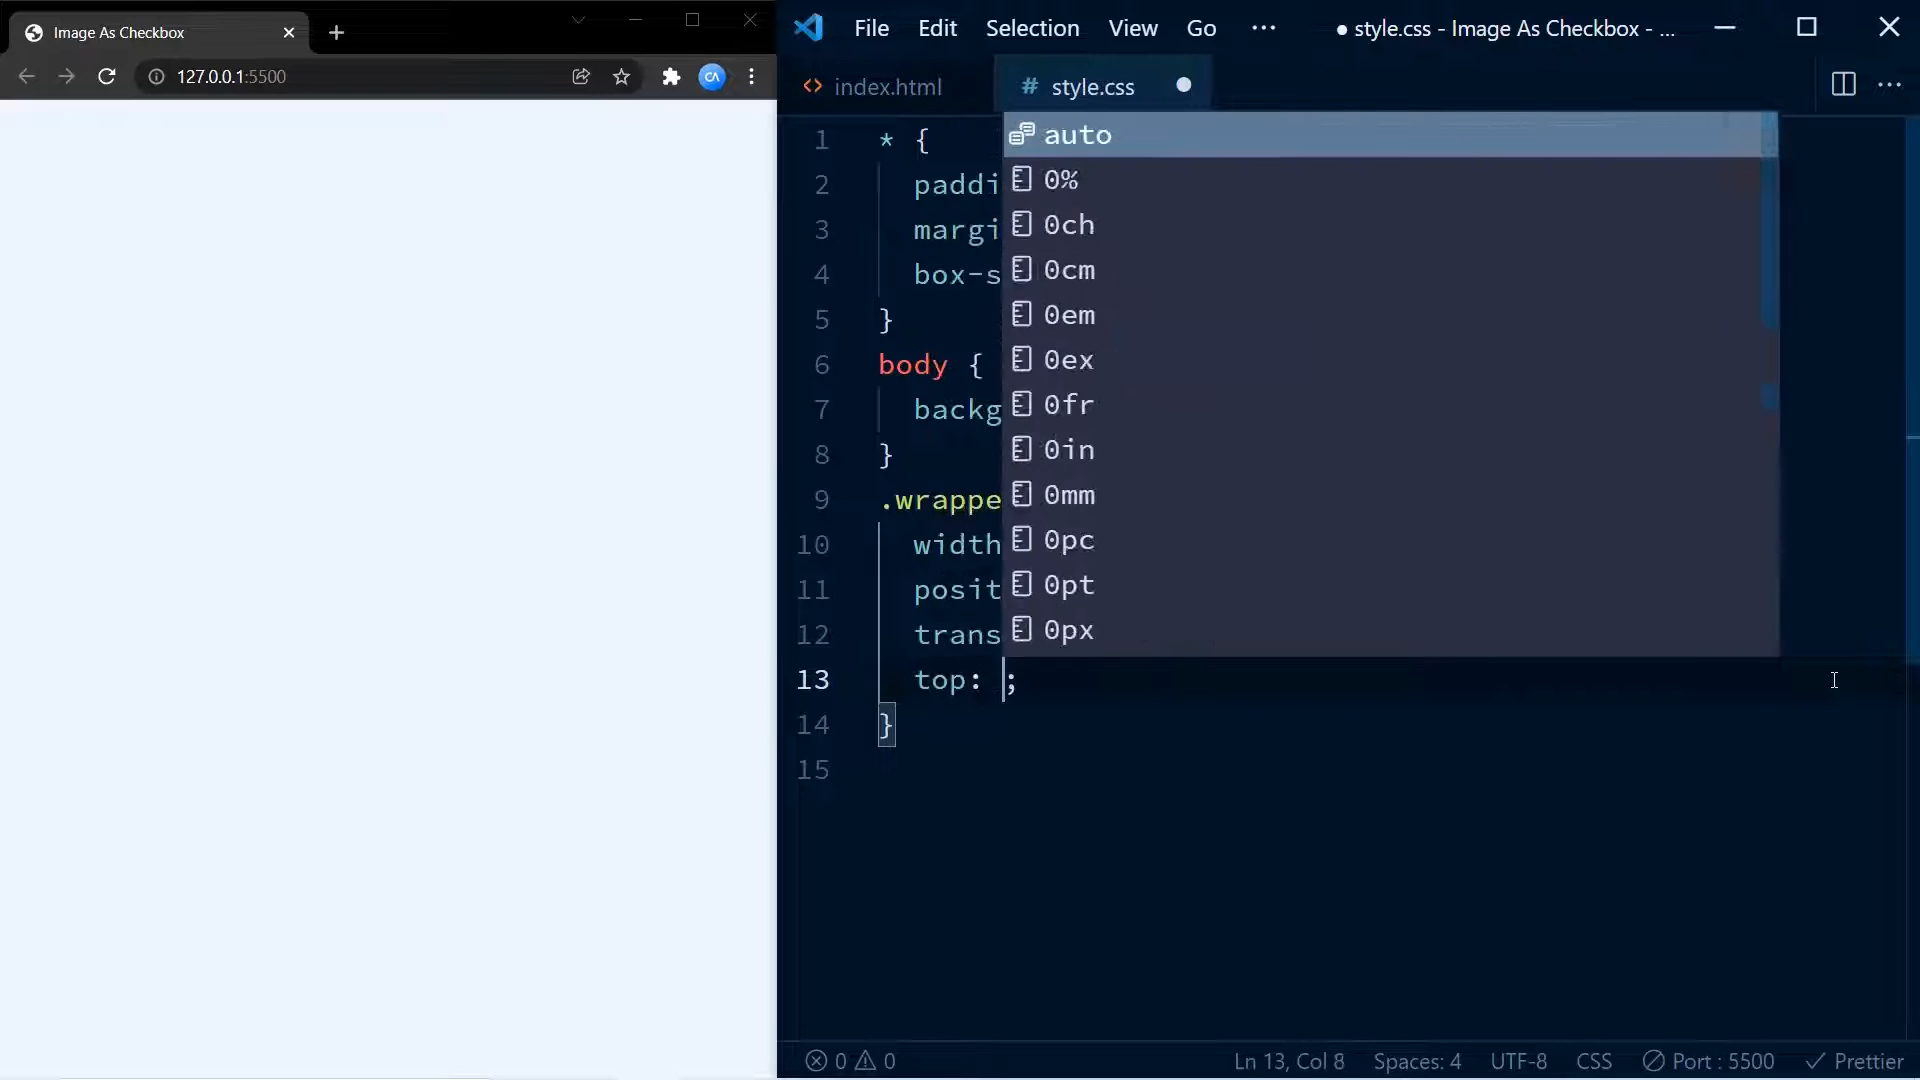 Image As Checkbox
127.0.0.1:5500
CA
File Edit Selection View Go ···
● style.css - Image As Checkbox - ...
<> index.html
# style.css ●
1 * {
2 paddi
3 margi
4 box-s
5 }
6 body {
7 backg
8 }
9 .wrappe
10 width
11 posit
12 trans
13 top: ;
14 }
15
auto
0%
0ch
0cm
0em
0ex
0fr
0in
0mm
0pc
0pt
0px
0 0 Ln 13, Col 8 Spaces: 4 UTF-8 CSS Port : 5500 Prettier